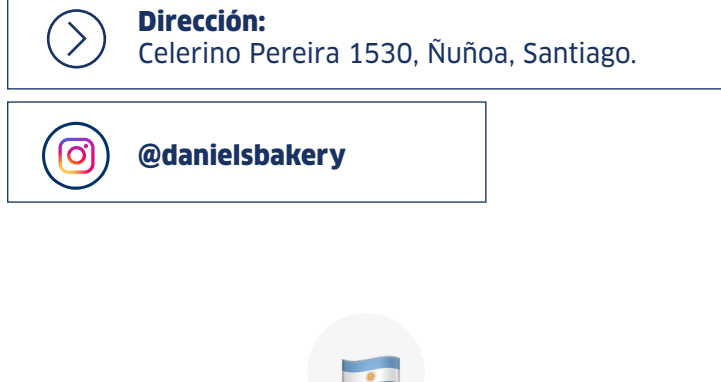 Dirección:
Celerino Pereira 1530, Ñuñoa, Santiago.
@danielsbakery